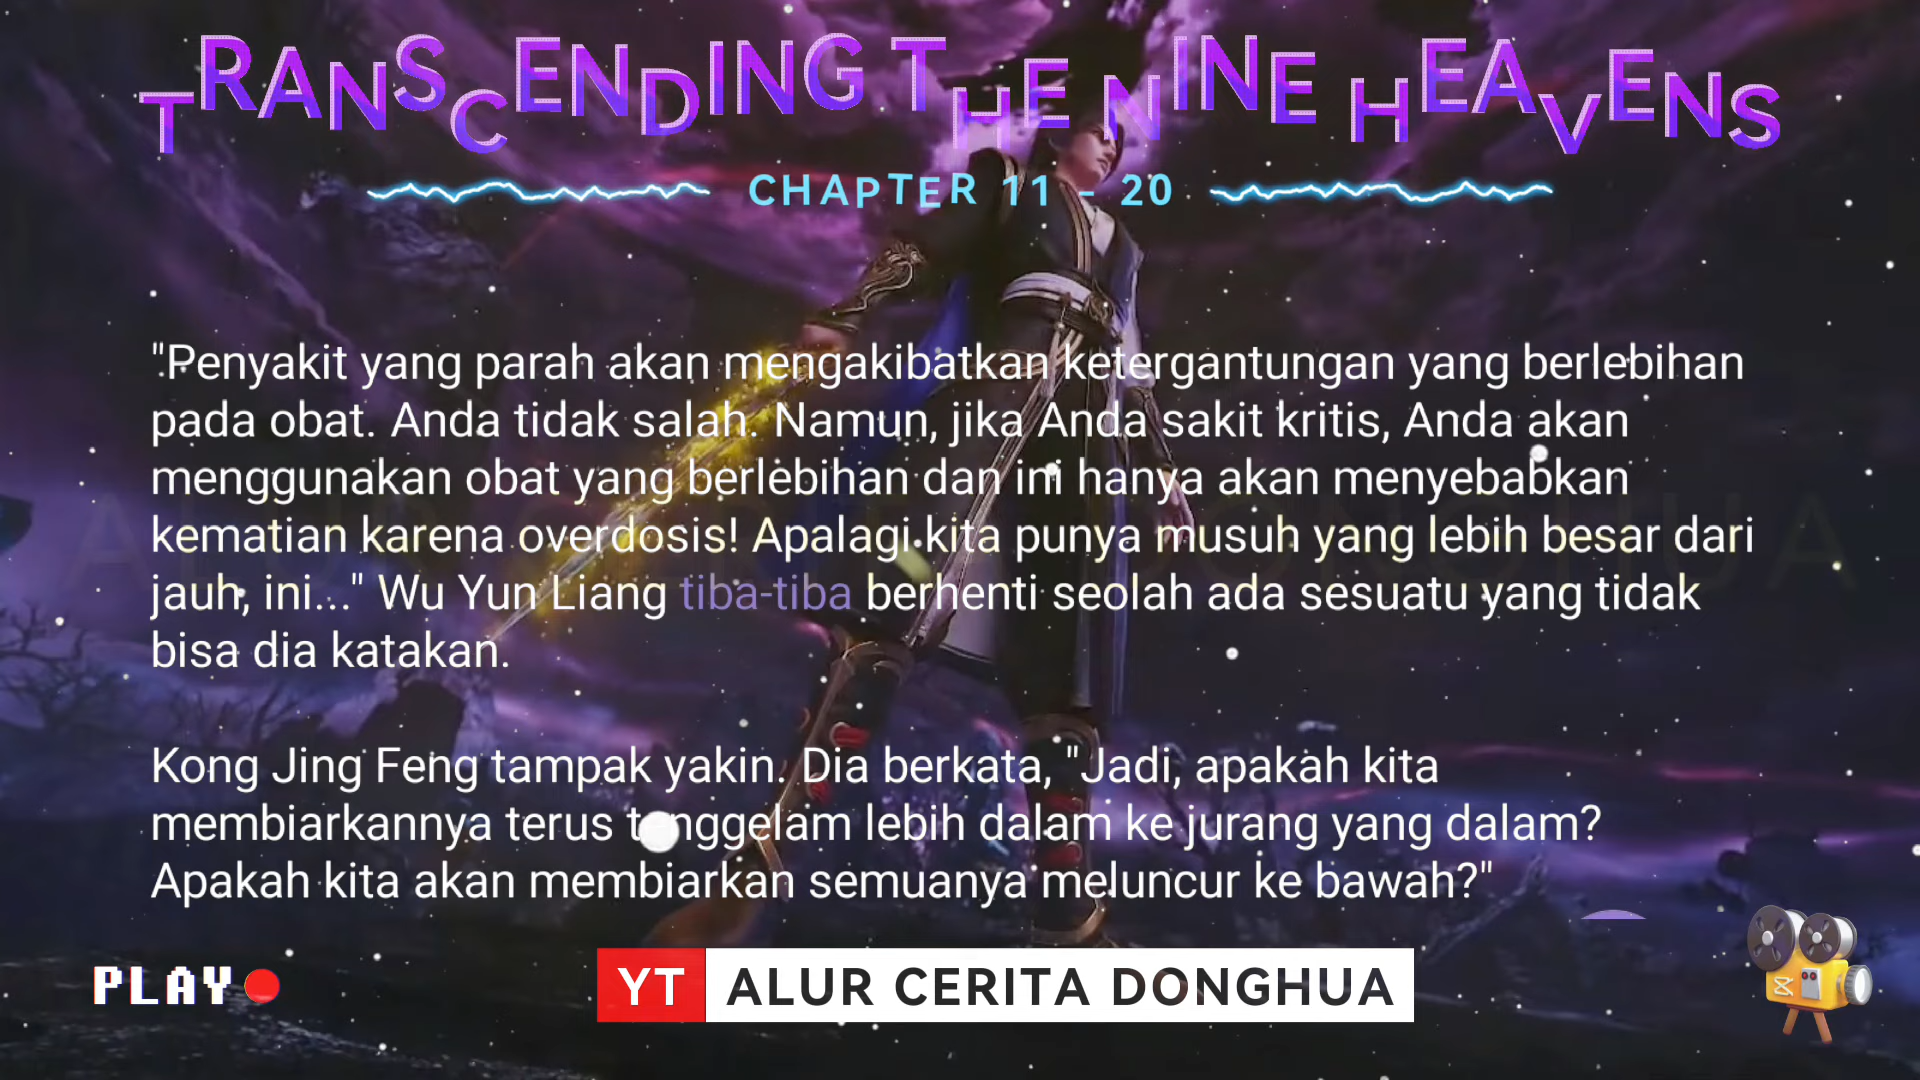 TRANSCENDING THE NINE HEAVENS
CHAPTER 11 - 20
"Penyakit yang parah akan mengakibatkan ketergantungan yang berlebihan
pada obat. Anda tidak salah. Namun, jika Anda sakit kritis, Anda akan
menggunakan obat yang berlebihan dan ini hanya akan menyebabkan
kematian karena overdosis! Apalagi kita punya musuh yang lebih besar dari
jauh, ini..." Wu Yun Liang tiba-tiba berhenti seolah ada sesuatu yang tidak
bisa dia katakan.
Kong Jing Feng tampak yakin. Dia berkata, "Jadi, apakah kita
membiarkannya terus tenggelam lebih dalam ke jurang yang dalam?
Apakah kita akan membiarkan semuanya meluncur ke bawah?"
PLAY
YT ALUR CERITA DONGHUA